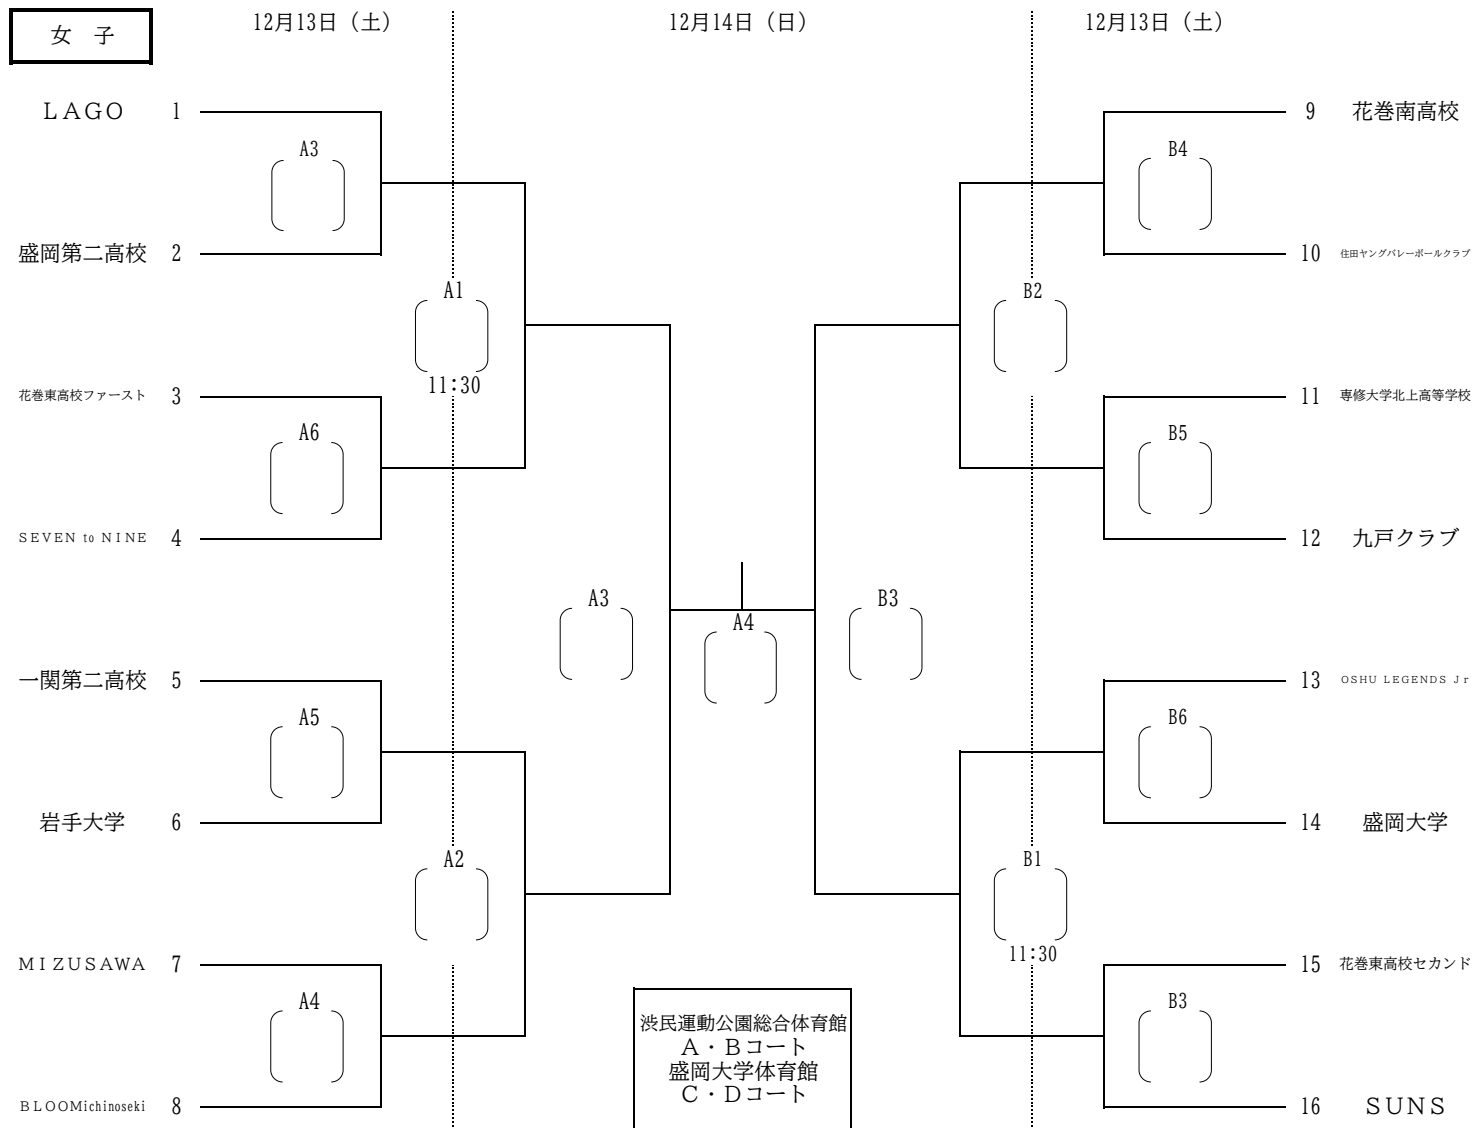 女　子
12月13日（土）
12月14日（日）
12月13日（土）
ＬＡＧＯ 1
A3
盛岡第二高校 2
A1
11:30
花巻東高校ファースト 3
A6
ＳＥＶＥＮ to ＮＩＮＥ 4
A3
一関第二高校 5
A5
岩手大学 6
A2
ＭＩＺＵＳＡＷＡ 7
A4
ＢＬＯＯＭichinoseki 8
A4
9 花巻南高校
B4
10 住田ヤングバレーボールクラブ
B2
11 専修大学北上高等学校
B5
12 九戸クラブ
B3
13 ＯＳＨＵ ＬＥＧＥＮＤＳ Ｊｒ
B6
14 盛岡大学
B1
11:30
15 花巻東高校セカンド
B3
16 ＳＵＮＳ
渋民運動公園総合体育館
Ａ・Ｂコート
盛岡大学体育館
Ｃ・Ｄコート